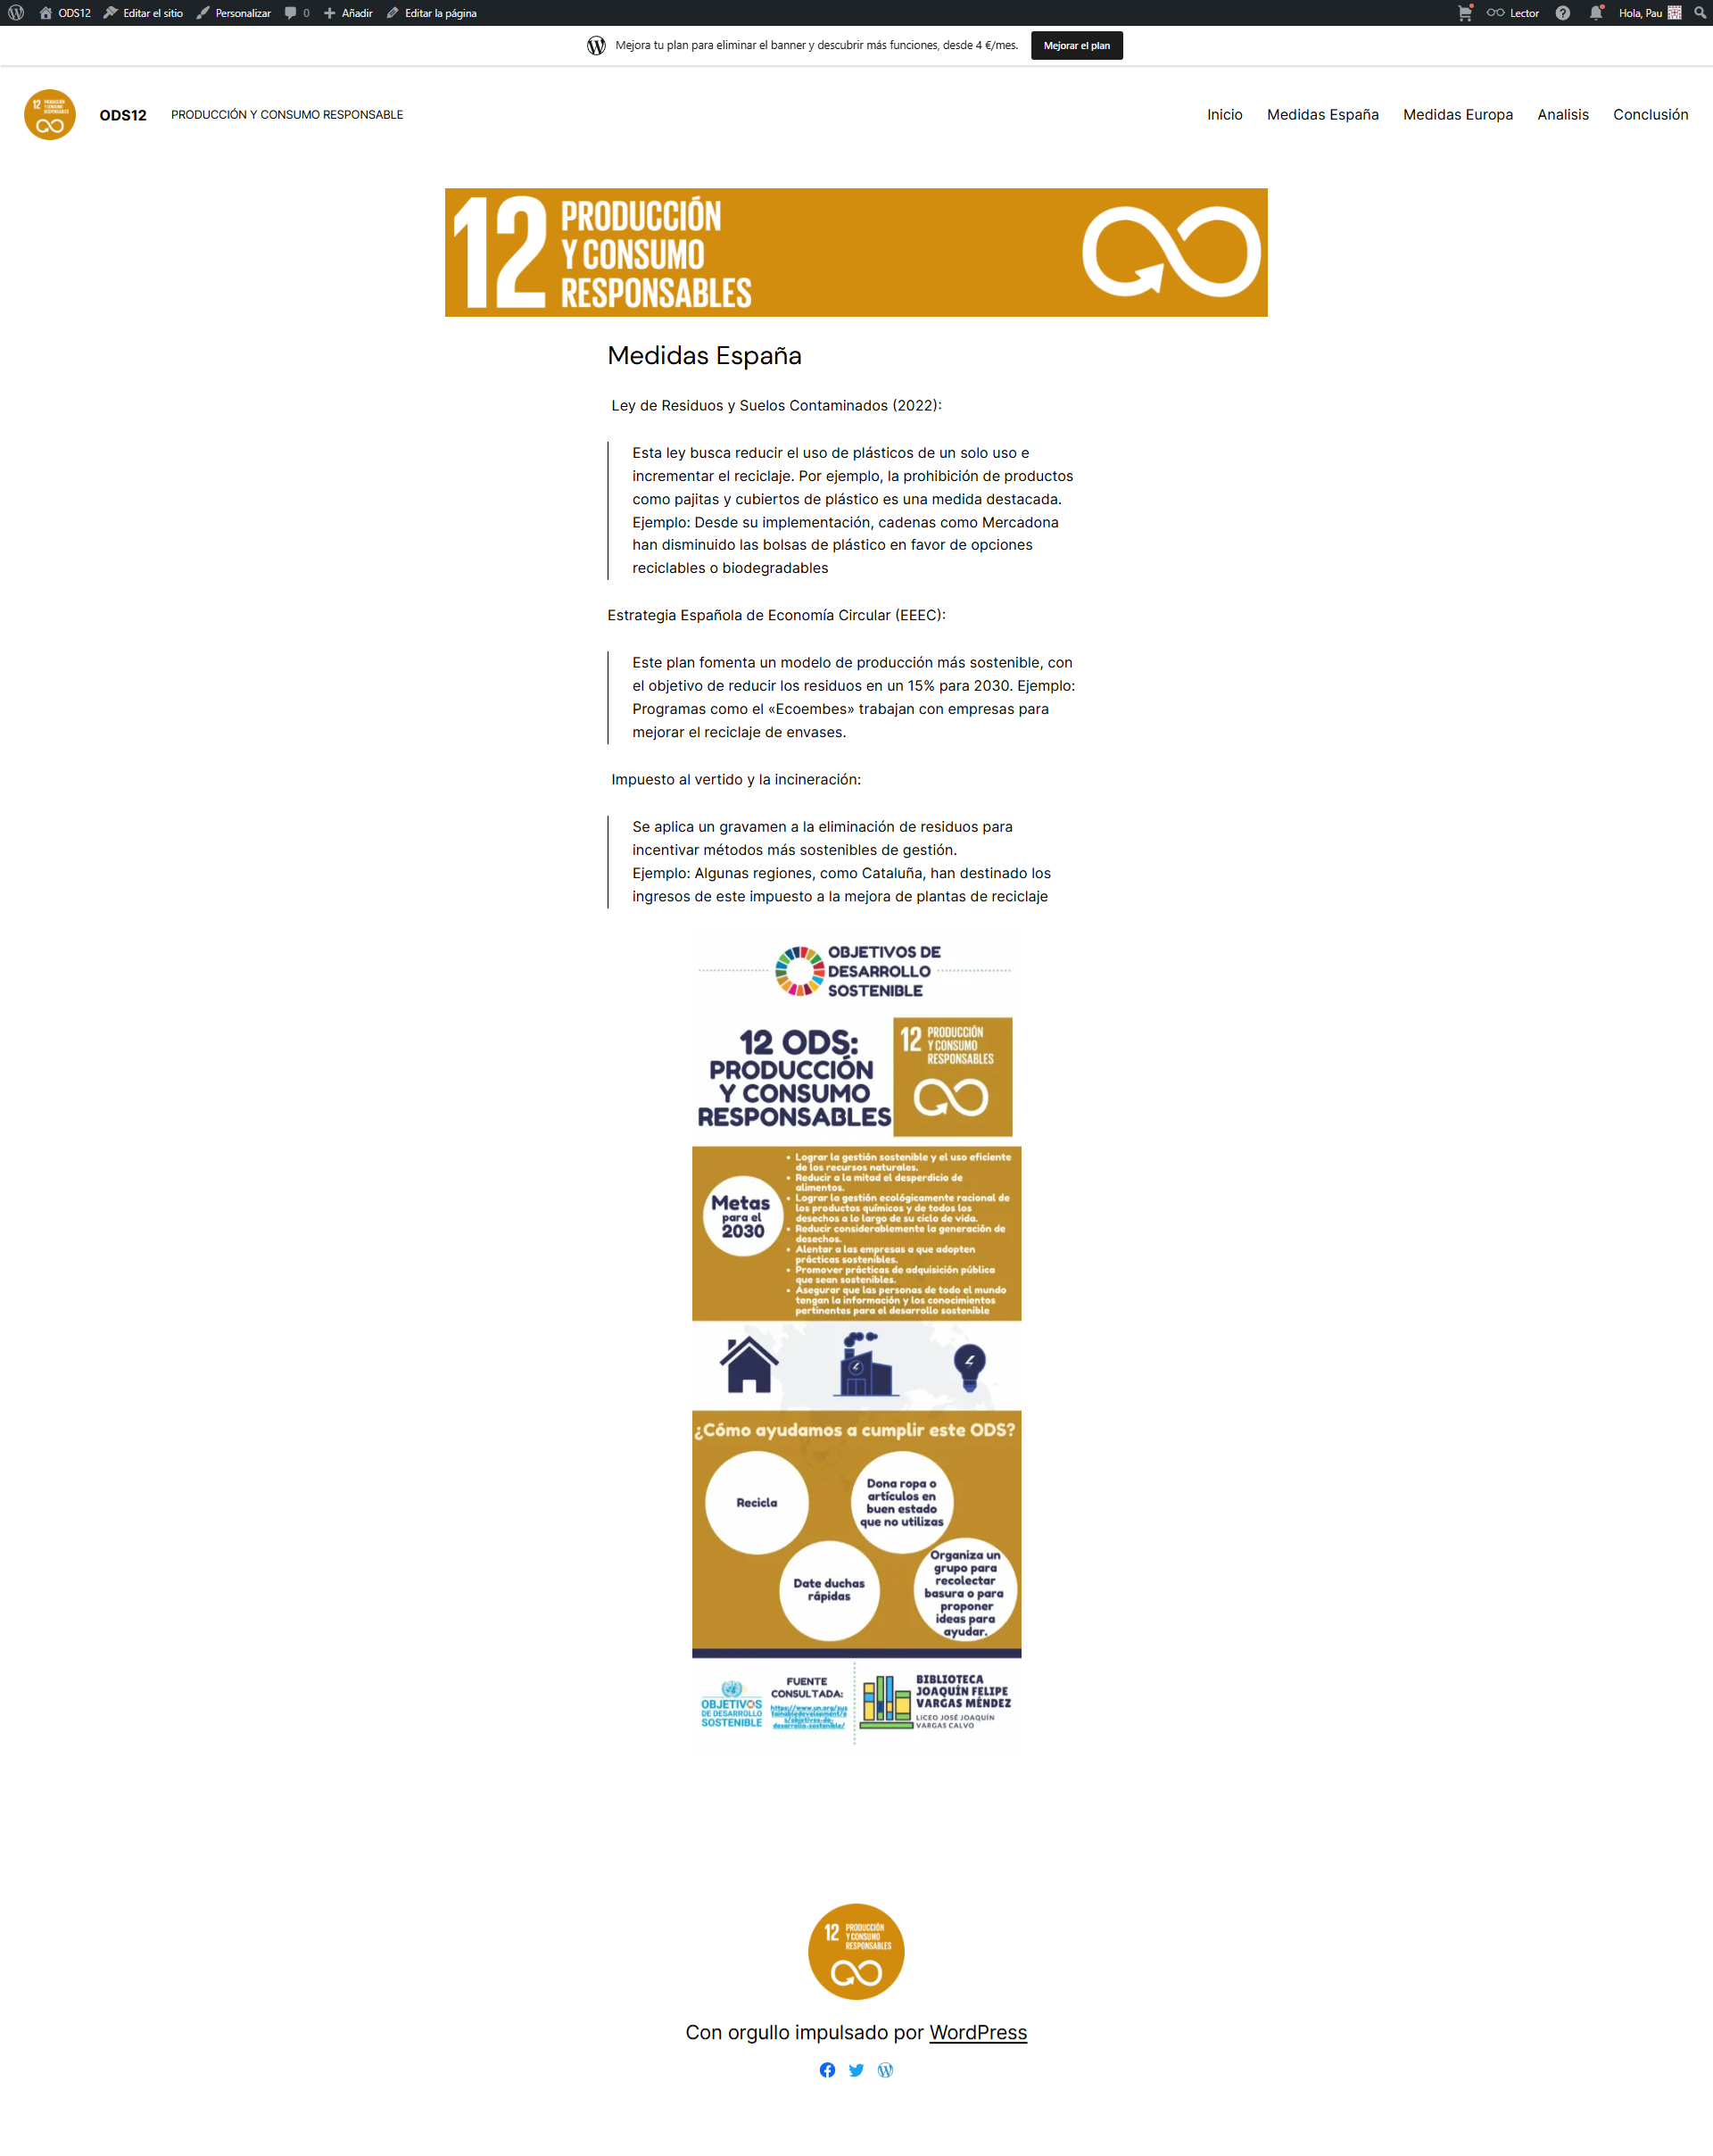 ODS12 Editar el sitio Personalizar 0 Añadir Editar la página Lector Hola, Pau
Mejora tu plan para eliminar el banner y descubrir más funciones, desde 4 €/mes. Mejorar el plan
12 PRODUCCIÓN
Y CONSUMO
RESPONSABLES
ODS12 PRODUCCIÓN Y CONSUMO RESPONSABLE Inicio Medidas España Medidas Europa Analisis Conclusión
12 PRODUCCIÓN
Y CONSUMO
RESPONSABLES
Medidas España
Ley de Residuos y Suelos Contaminados (2022):
Esta ley busca reducir el uso de plásticos de un solo uso e
incrementar el reciclaje. Por ejemplo, la prohibición de productos
como pajitas y cubiertos de plástico es una medida destacada.
Ejemplo: Desde su implementación, cadenas como Mercadona
han disminuido las bolsas de plástico en favor de opciones
reciclables o biodegradables
Estrategia Española de Economía Circular (EEEC):
Este plan fomenta un modelo de producción más sostenible, con
el objetivo de reducir los residuos en un 15% para 2030. Ejemplo:
Programas como el «Ecoembes» trabajan con empresas para
mejorar el reciclaje de envases.
Impuesto al vertido y la incineración:
Se aplica un gravamen a la eliminación de residuos para
incentivar métodos más sostenibles de gestión.
Ejemplo: Algunas regiones, como Cataluña, han destinado los
ingresos de este impuesto a la mejora de plantas de reciclaje
OBJETIVOS DE
DESARROLLO
SOSTENIBLE
12 ODS:
PRODUCCIÓN
Y CONSUMO
RESPONSABLES
12 PRODUCCIÓN
Y CONSUMO
RESPONSABLES
Metas
para el
2030
• Lograr la gestión sostenible y el uso eficiente
de los recursos naturales.
• Reducir a la mitad el desperdicio de
alimentos.
• Lograr la gestión ecológicamente racional de
los productos químicos y de todos los
desechos a lo largo de su ciclo de vida.
• Reducir considerablemente la generación de
desechos.
• Alentar a las empresas a que adopten
prácticas sostenibles.
• Promover prácticas de adquisición pública
que sean sostenibles.
• Asegurar que las personas de todo el mundo
tengan la información y los conocimientos
pertinentes para el desarrollo sostenible
¿Cómo ayudamos a cumplir este ODS?
Recicla
Dona ropa o
artículos en
buen estado
que no utilizas
Date duchas
rápidas
Organiza un
grupo para
recolectar
basura o para
proponer
ideas para
ayudar.
OBJETIVOS
DE DESARROLLO
SOSTENIBLE
FUENTE
CONSULTADA:
https://www.un.org/sus
tainabledevelopment/e
s/objetivos-de-
desarrollo-sostenible/
BIBLIOTECA
JOAQUÍN FELIPE
VARGAS MÉNDEZ
LICEO JOSÉ JOAQUÍN
VARGAS CALVO
12 PRODUCCIÓN
Y CONSUMO
RESPONSABLES
Con orgullo impulsado por WordPress